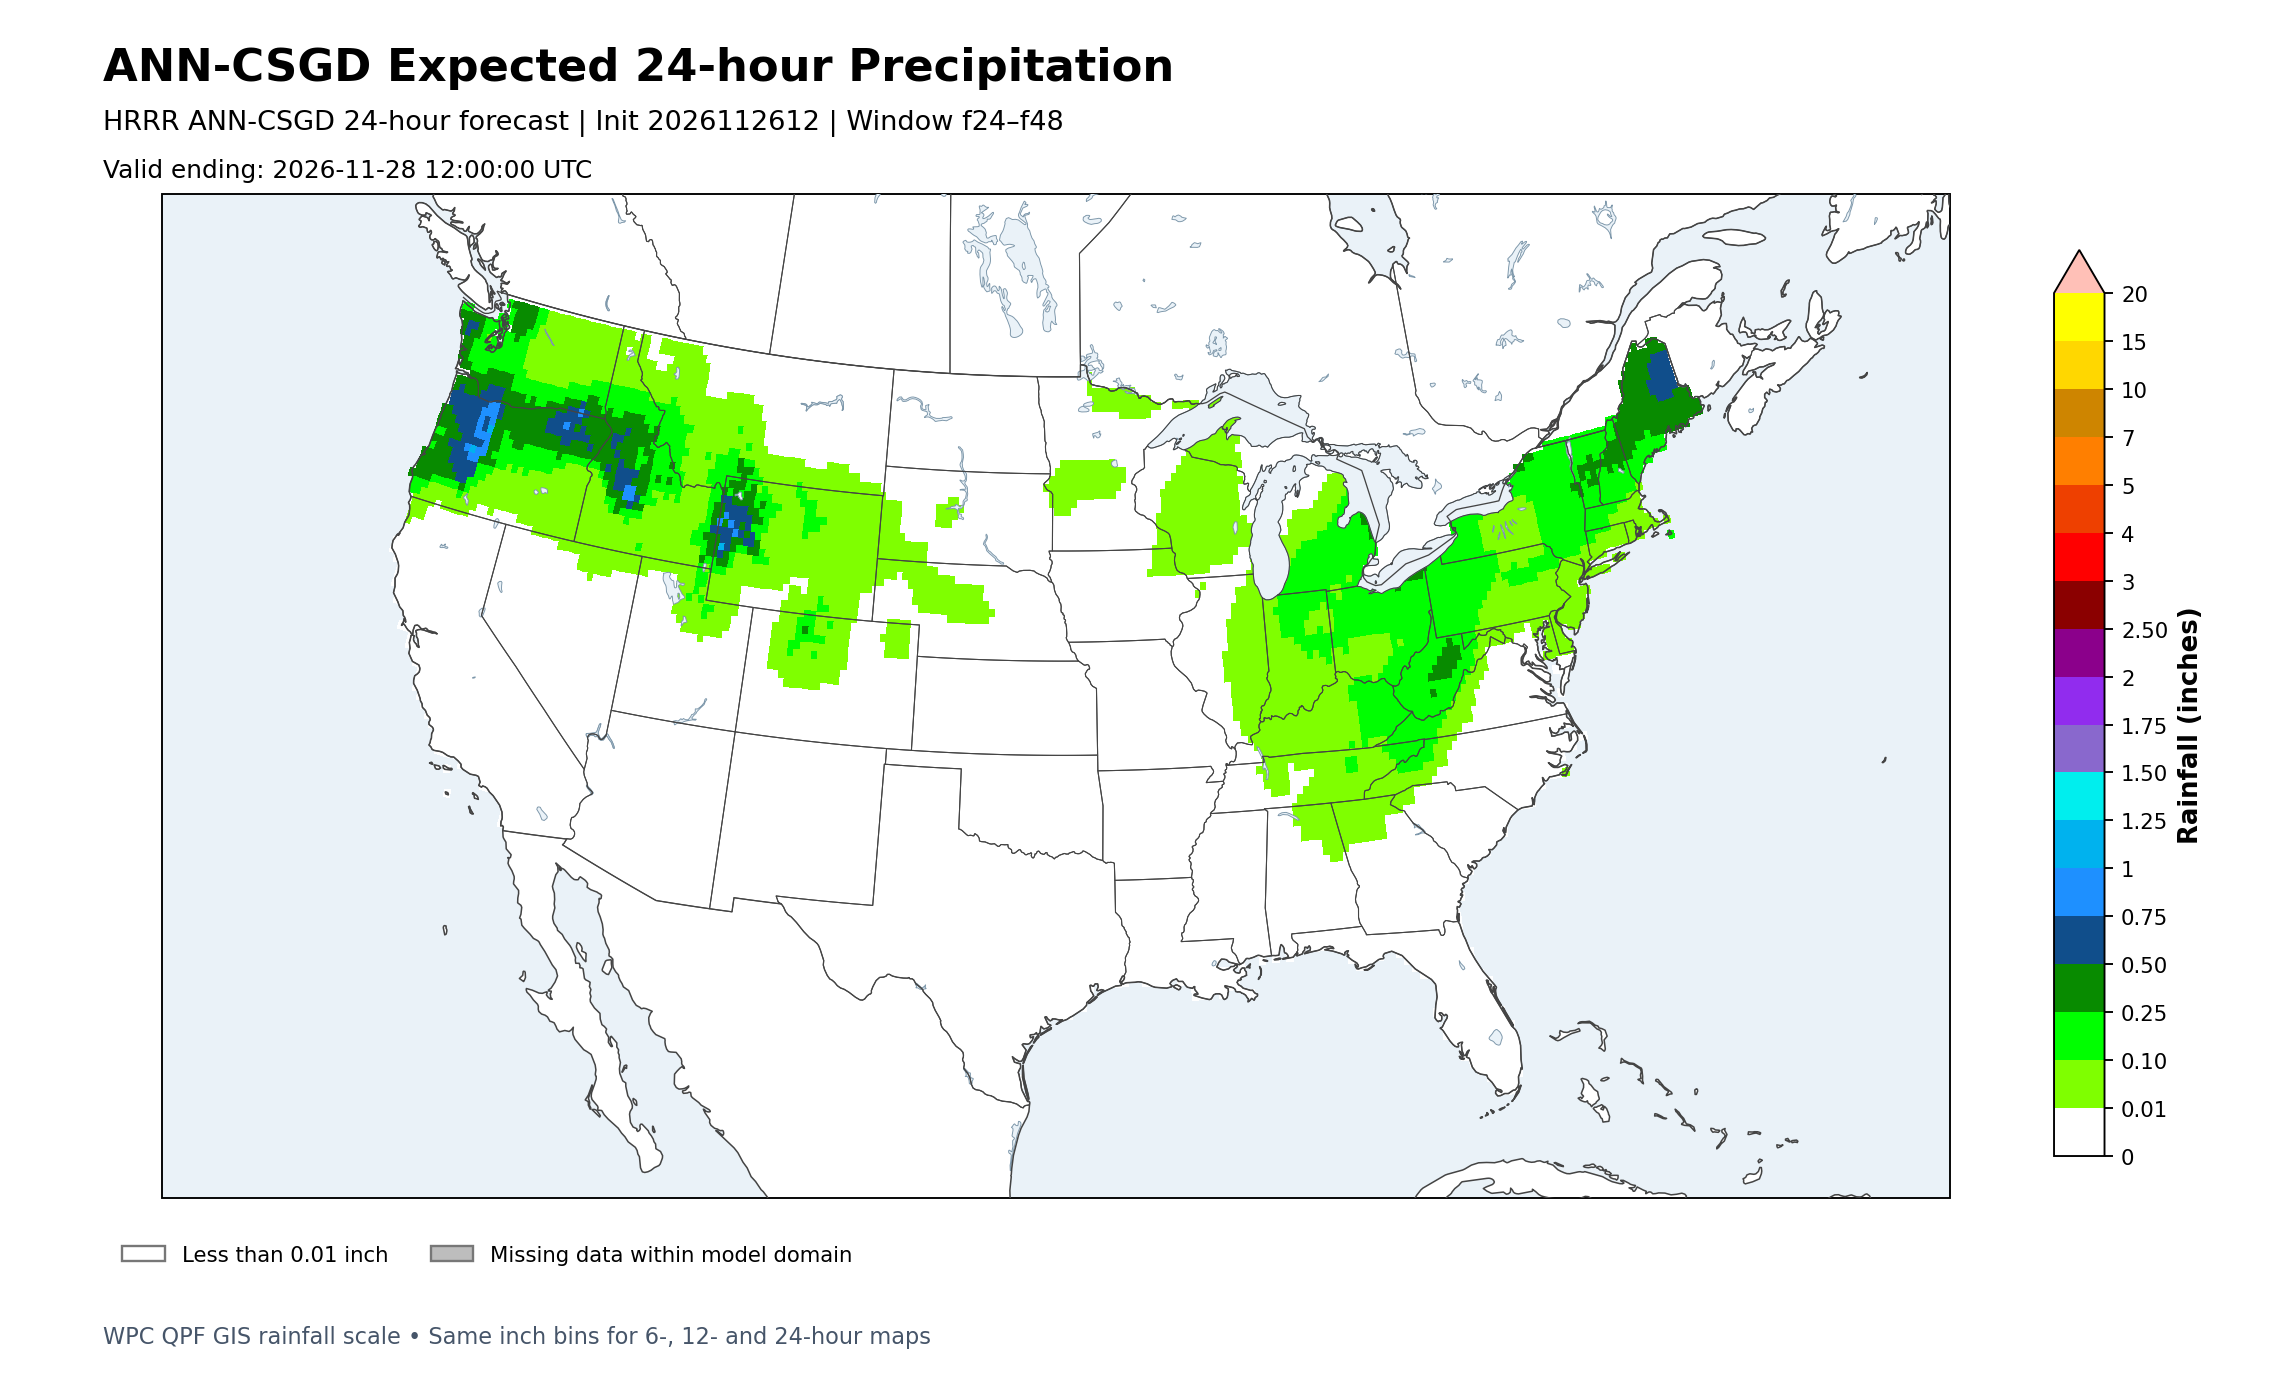 ANN-CSGD Expected 24-hour Precipitation
HRRR ANN-CSGD 24-hour forecast | Init 2026112612 | Window f24–f48
Valid ending: 2026-11-28 12:00:00 UTC
20
15
10
7
5
4
3
2.50
2
1.75
1.50
1.25
1
0.75
0.50
0.25
0.10
0.01
0
Rainfall (inches)
Less than 0.01 inch
Missing data within model domain
WPC QPF GIS rainfall scale • Same inch bins for 6-, 12- and 24-hour maps